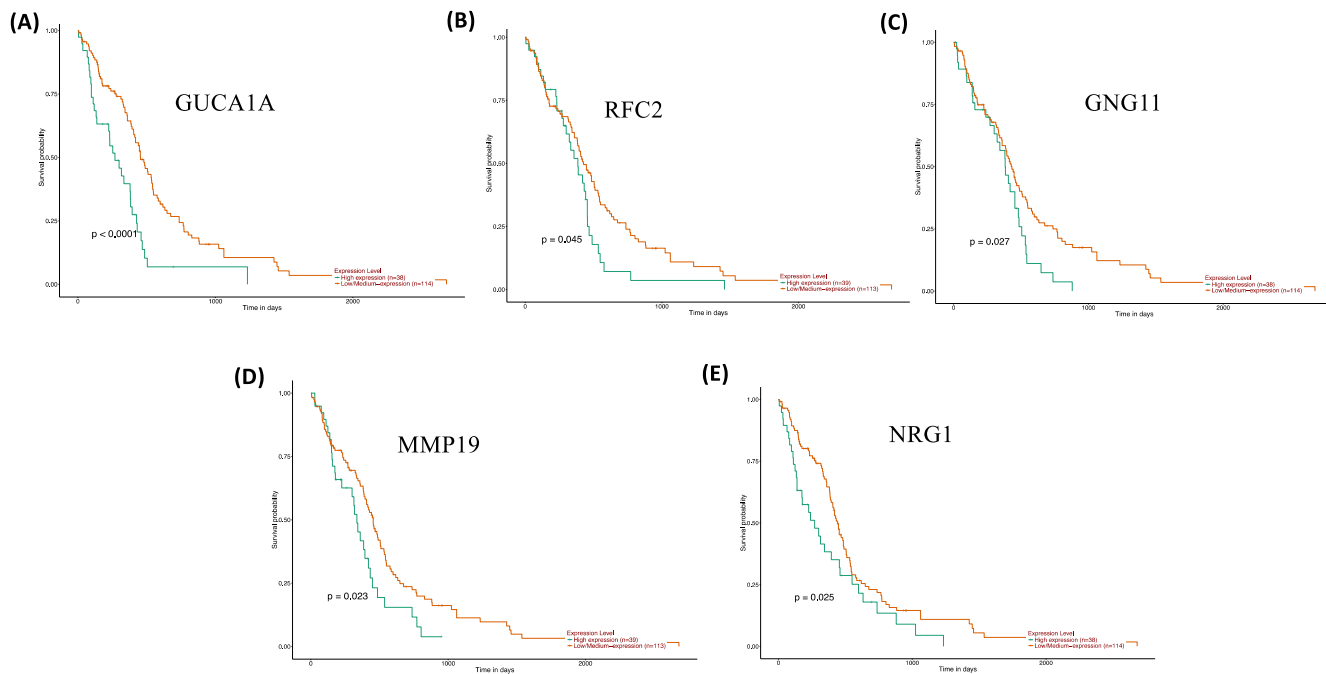 (A)
GUCA1A
Survival probability
1.00
0.75
0.50
0.25
0.00
p < 0.0001
Expression Level
High expression (n=38)
Low/Medium-expression (n=114)
0
1000
2000
Time in days
(B)
RFC2
Survival probability
1.00
0.75
0.50
0.25
0.00
p = 0.045
Expression Level
High expression (n=39)
Low/Medium-expression (n=113)
0
1000
2000
Time in days
(C)
GNG11
Survival probability
1.00
0.75
0.50
0.25
0.00
p = 0.027
Expression Level
High expression (n=38)
Low/Medium-expression (n=114)
0
1000
2000
Time in days
(D)
MMP19
Survival probability
1.00
0.75
0.50
0.25
0.00
p = 0.023
Expression Level
High expression (n=39)
Low/Medium-expression (n=113)
0
1000
2000
Time in days
(E)
NRG1
Survival probability
1.00
0.75
0.50
0.25
0.00
p = 0.025
Expression Level
High expression (n=38)
Low/Medium-expression (n=114)
0
1000
2000
Time in days